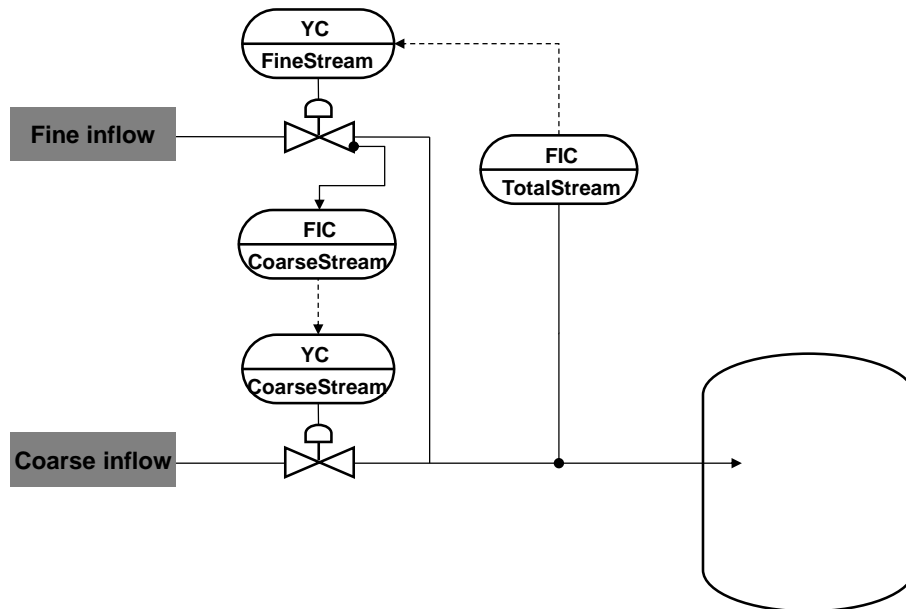 YC
FineStream
Fine inflow
FIC
TotalStream
FIC
CoarseStream
YC
CoarseStream
Coarse inflow